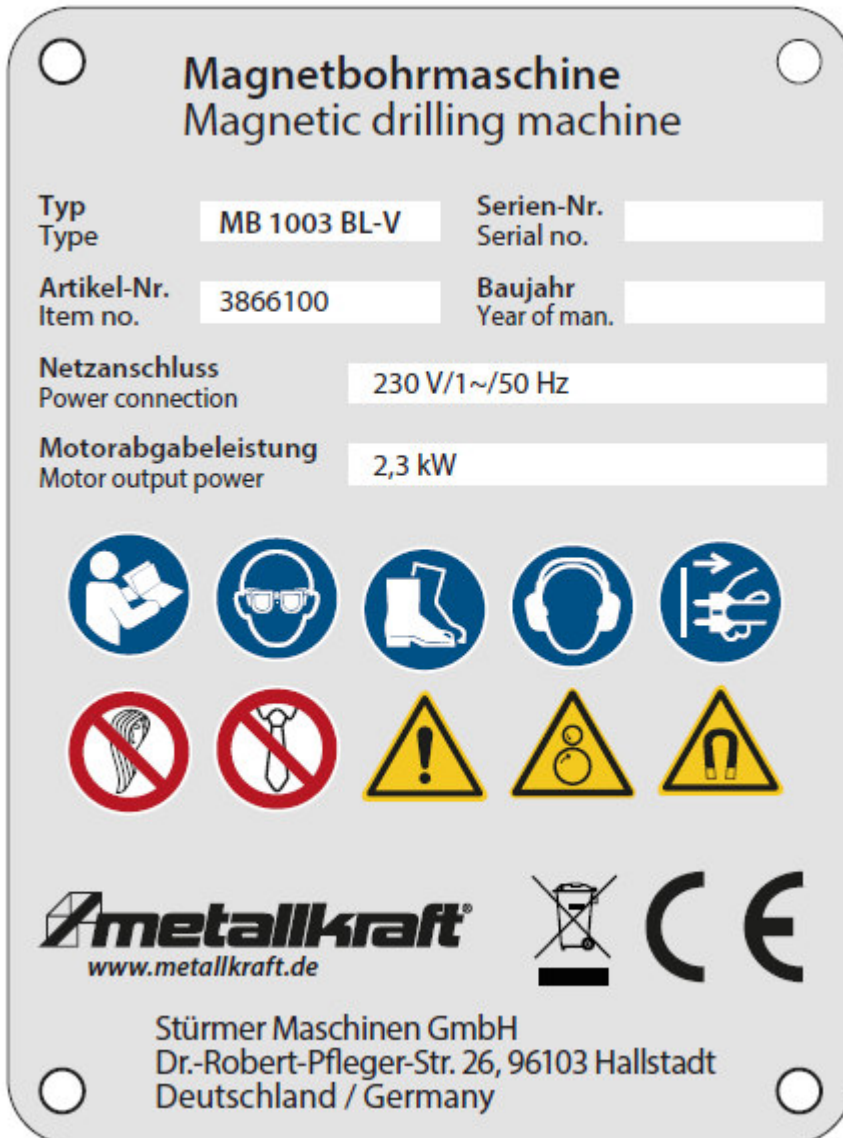 Magnetbohrmaschine
Magnetic drilling machine
Typ
Type
MB 1003 BL-V
Serien-Nr.
Serial no.
Artikel-Nr.
Item no.
3866100
Baujahr
Year of man.
Netzanschluss
Power connection
230 V/1~/50 Hz
Motorabgabeleistung
Motor output power
2,3 kW
metallkraft®
www.metallkraft.de
CE
Stürmer Maschinen GmbH
Dr.-Robert-Pfleger-Str. 26, 96103 Hallstadt
Deutschland / Germany